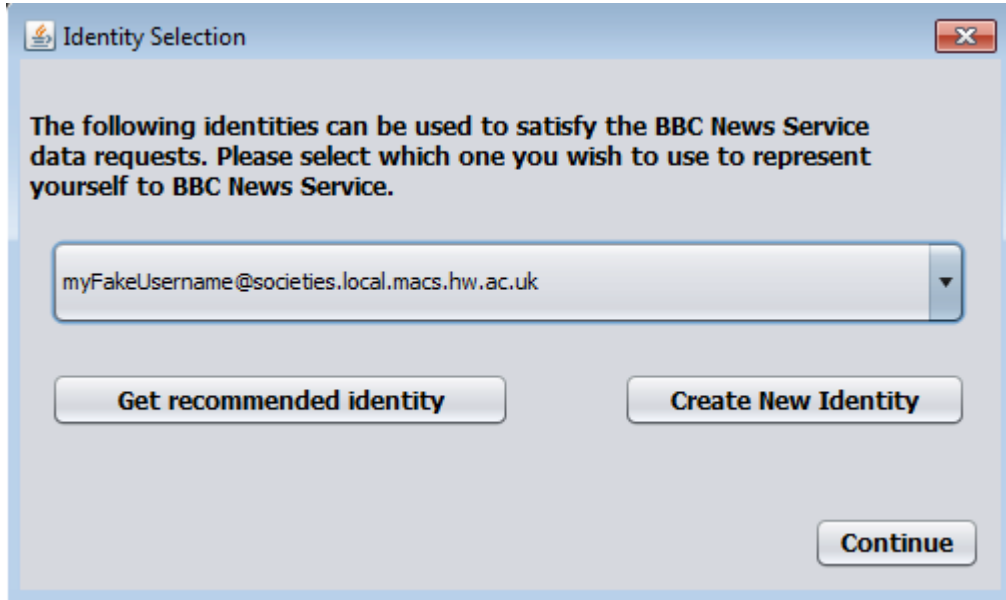 Identity Selection
The following identities can be used to satisfy the BBC News Service
data requests. Please select which one you wish to use to represent
yourself to BBC News Service.
myFakeUsername@societies.local.macs.hw.ac.uk
Get recommended identity
Create New Identity
Continue